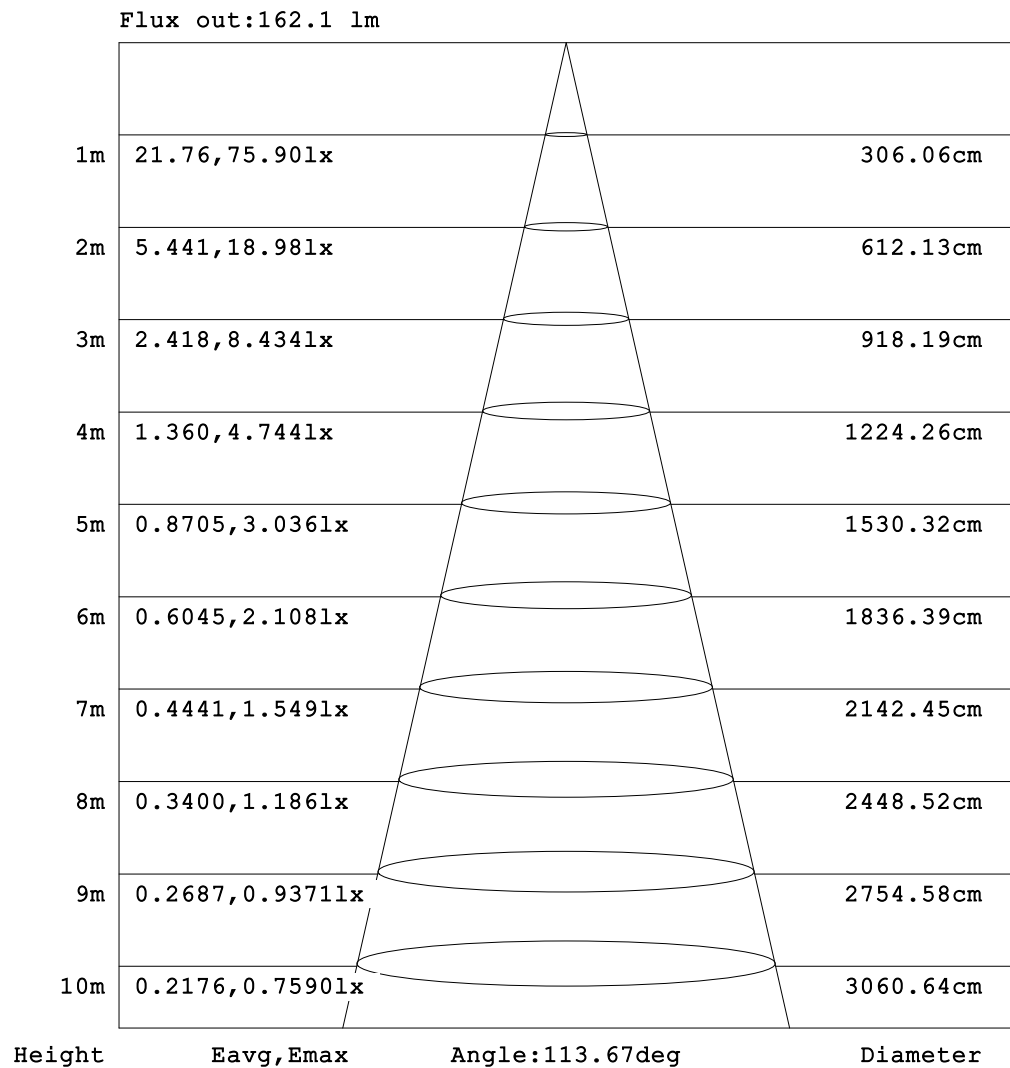 Flux out:162.1 lm
1m 21.76,75.90lx 306.06cm
2m 5.441,18.98lx 612.13cm
3m 2.418,8.434lx 918.19cm
4m 1.360,4.744lx 1224.26cm
5m 0.8705,3.036lx 1530.32cm
6m 0.6045,2.108lx 1836.39cm
7m 0.4441,1.549lx 2142.45cm
8m 0.3400,1.186lx 2448.52cm
9m 0.2687,0.9371lx 2754.58cm
10m 0.2176,0.7590lx 3060.64cm
Height Eavg,Emax Angle:113.67deg Diameter